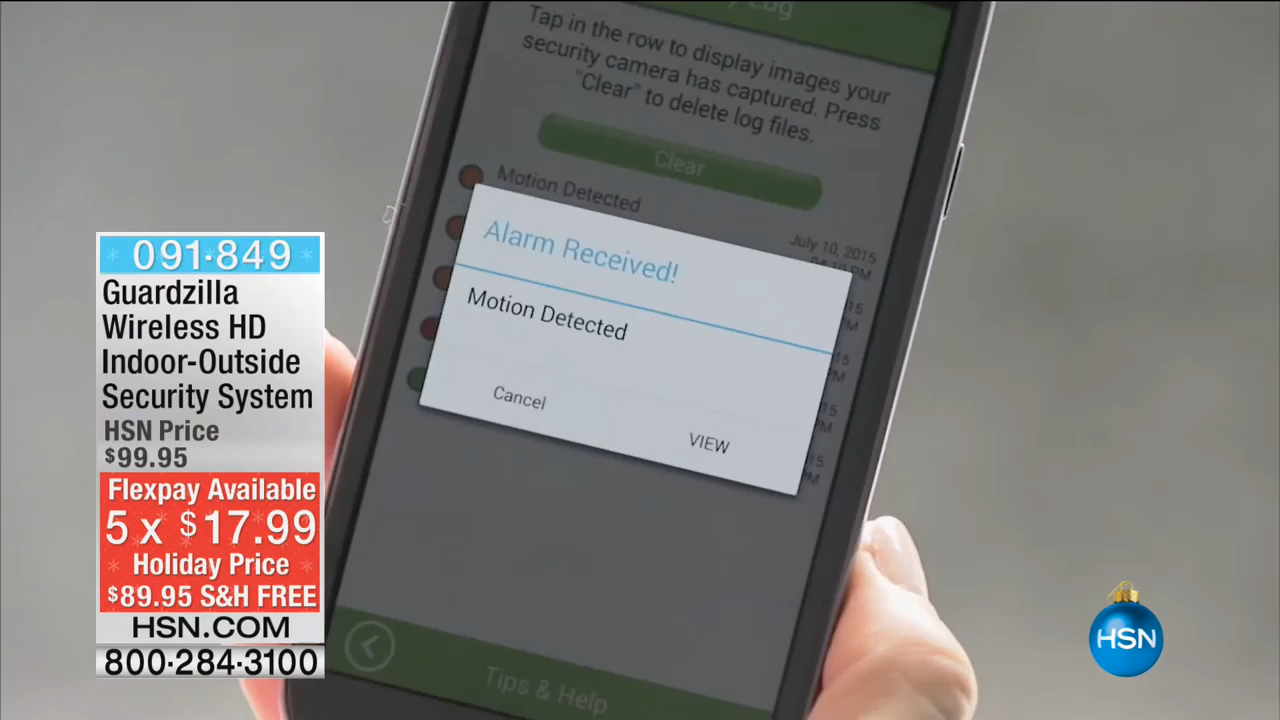 Log
Tap in the row to display images your
security camera has captured. Press
"Clear" to delete log files.
Clear
Motion Detected
July 10, 2015
Alarm Received!
Motion Detected
Cancel
VIEW
Tips & Help
091-849
Guardzilla
Wireless HD
Indoor-Outside
Security System
HSN Price
$99.95
Flexpay Available
5 x $17.99
Holiday Price
$89.95 S&H FREE
HSN.COM
800-284-3100
HSN